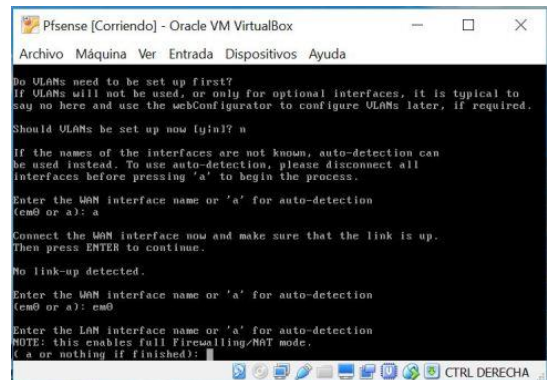 Pfsense [Corriendo] - Oracle VM VirtualBox
Archivo Máquina Ver Entrada Dispositivos Ayuda
Do VLANs need to be set up first?
If VLANs will not be used, or only for optional interfaces, it is typical to
say no here and use the webConfigurator to configure VLANs later, if required.
Should VLANs be set up now [y|n]? n
If the names of the interfaces are not known, auto-detection can
be used instead. To use auto-detection, please disconnect all
interfaces before pressing 'a' to begin the process.
Enter the WAN interface name or 'a' for auto-detection
(em0 or a): a
Connect the WAN interface now and make sure that the link is up.
Then press ENTER to continue.
No link-up detected.
Enter the WAN interface name or 'a' for auto-detection
(em0 or a): em0
Enter the LAN interface name or 'a' for auto-detection
NOTE: this enables full Firewalling/NAT mode.
( a or nothing if finished):
CTRL DERECHA